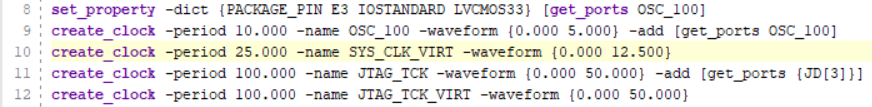 8 set_property -dict {PACKAGE_PIN E3 IOSTANDARD LVCMOS33} [get_ports OSC_100]
9 create_clock -period 10.000 -name OSC_100 -waveform {0.000 5.000} -add [get_ports OSC_100]
10 create_clock -period 25.000 -name SYS_CLK_VIRT -waveform {0.000 12.500}
11 create_clock -period 100.000 -name JTAG_TCK -waveform {0.000 50.000} -add [get_ports {JD[3]}]
12 create_clock -period 100.000 -name JTAG_TCK_VIRT -waveform {0.000 50.000}